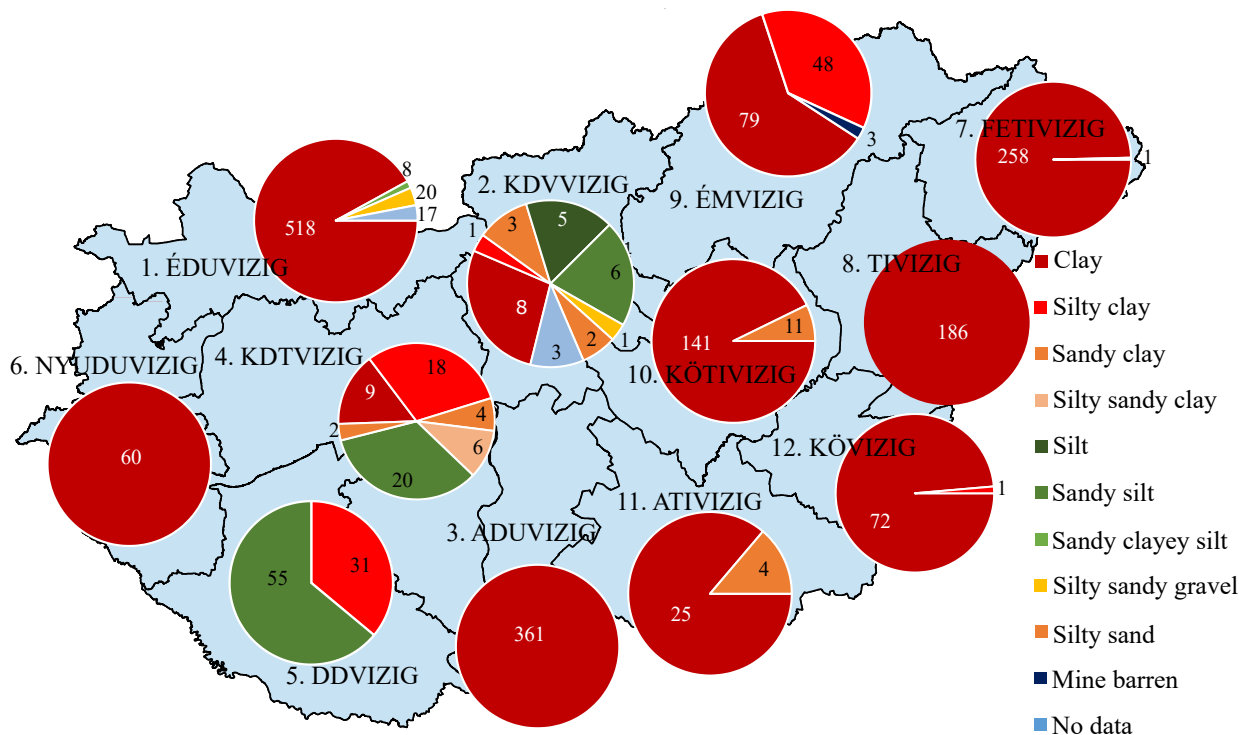 48
79
3
7. FETIVIZIG
258
1
8
20
17
518
1. ÉDUVIZIG
2. KDVVIZIG
9. ÉMVIZIG
1
3
5
1
6
8
3
2
1
8. TIVIZIG
186
141
11
10. KÖTIVIZIG
6. NYUDUVIZIG
60
4. KDTVIZIG
18
9
4
2
6
20
12. KÖVIZIG
1
72
11. ATIVIZIG
4
25
3. ADUVIZIG
361
31
55
5. DDVIZIG
Clay
Silty clay
Sandy clay
Silty sandy clay
Silt
Sandy silt
Sandy clayey silt
Silty sandy gravel
Silty sand
Mine barren
No data